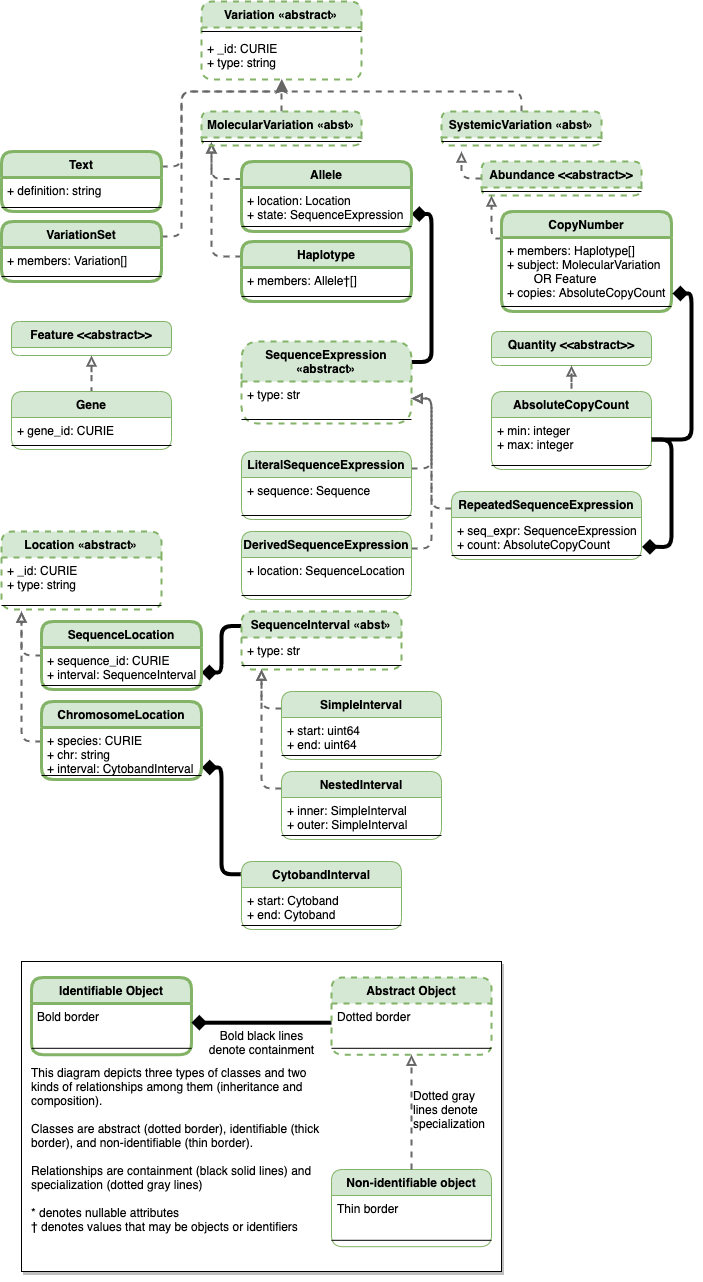 Variation «abstract»
+ _id: CURIE
+ type: string
MolecularVariation «abst»
SystemicVariation «abst»
Text
+ definition: string
Allele
+ location: Location
+ state: SequenceExpression
Abundance <<abstract>>
VariationSet
+ members: Variation[]
Haplotype
+ members: Allele†[]
CopyNumber
+ members: Haplotype[]
+ subject: MolecularVariation
OR Feature
+ copies: AbsoluteCopyCount
Feature <<abstract>>
SequenceExpression
«abstract»
+ type: str
Quantity <<abstract>>
Gene
+ gene_id: CURIE
AbsoluteCopyCount
+ min: integer
+ max: integer
LiteralSequenceExpression
+ sequence: Sequence
RepeatedSequenceExpression
+ seq_expr: SequenceExpression
+ count: AbsoluteCopyCount
DerivedSequenceExpression
+ location: SequenceLocation
Location «abstract»
+ _id: CURIE
+ type: string
SequenceLocation
+ sequence_id: CURIE
+ interval: SequenceInterval
SequenceInterval «abst»
+ type: str
ChromosomeLocation
+ species: CURIE
+ chr: string
+ interval: CytobandInterval
SimpleInterval
+ start: uint64
+ end: uint64
NestedInterval
+ inner: SimpleInterval
+ outer: SimpleInterval
CytobandInterval
+ start: Cytoband
+ end: Cytoband
Identifiable Object
Bold border
Bold black lines
denote containment
Abstract Object
Dotted border
This diagram depicts three types of classes and two
kinds of relationships among them (inheritance and
composition).
Classes are abstract (dotted border), identifiable (thick
border), and non-identifiable (thin border).
Relationships are containment (black solid lines) and
specialization (dotted gray lines)
* denotes nullable attributes
† denotes values that may be objects or identifiers
Dotted gray
lines denote
specialization
Non-identifiable object
Thin border